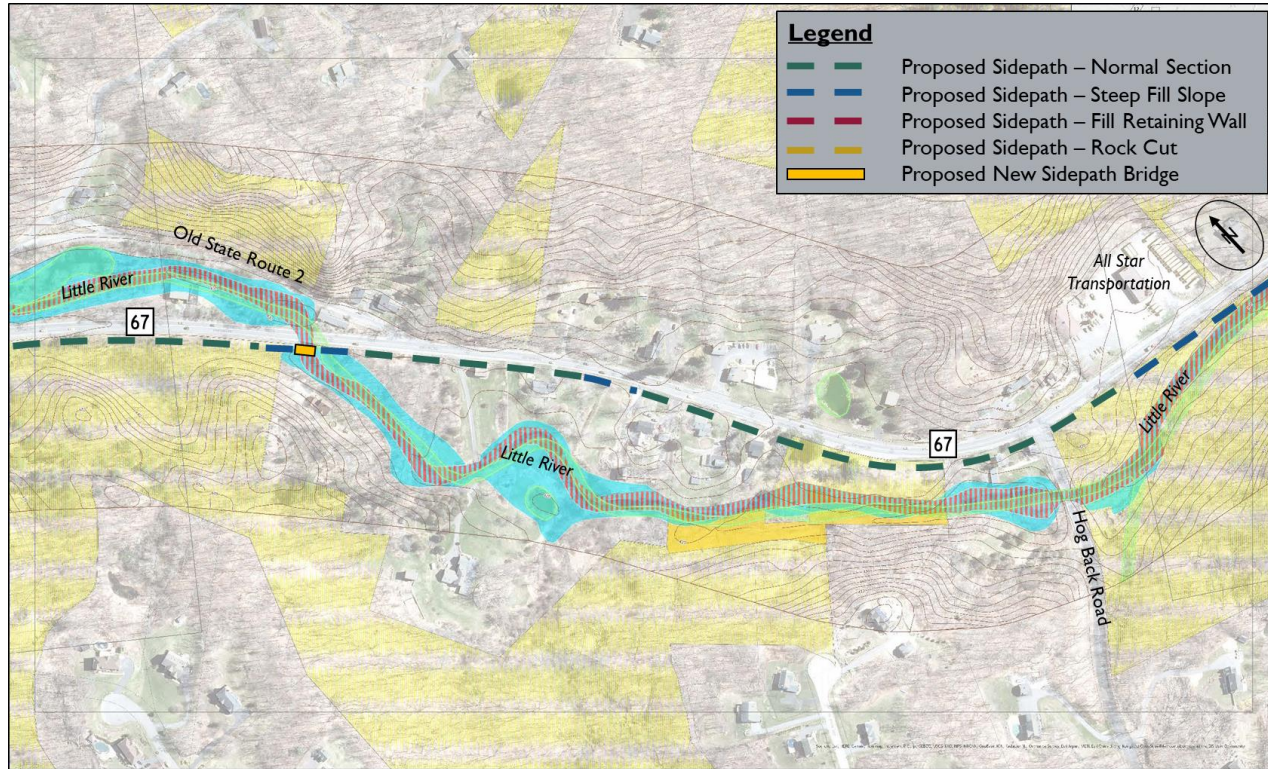 Legend
Proposed Sidepath – Normal Section
Proposed Sidepath – Steep Fill Slope
Proposed Sidepath – Fill Retaining Wall
Proposed Sidepath – Rock Cut
Proposed New Sidepath Bridge
N
Old State Route 2
All Star
Transportation
Little River
67
Little River
Little River
67
Hog Back Road